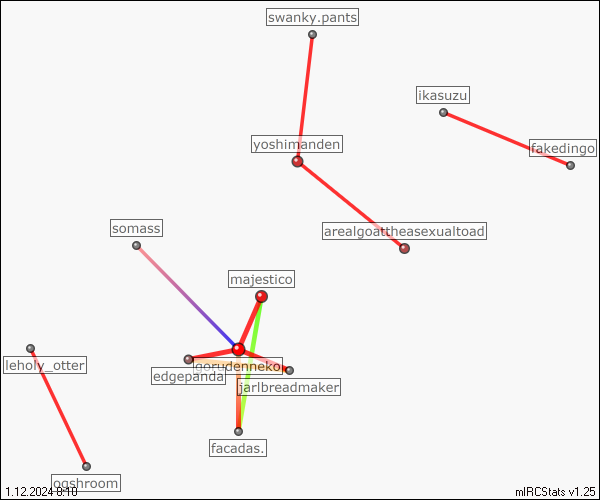 swanky.pants
ikasuzu
yoshimanden
fakedingo
somass
arealgoattheasexualtoad
majestico
leholy_otter
gorudenneko
edgepanda
jarlbreadmaker
facadas.
ogshroom
1.12.2024 8:10
mIRCStats v1.25